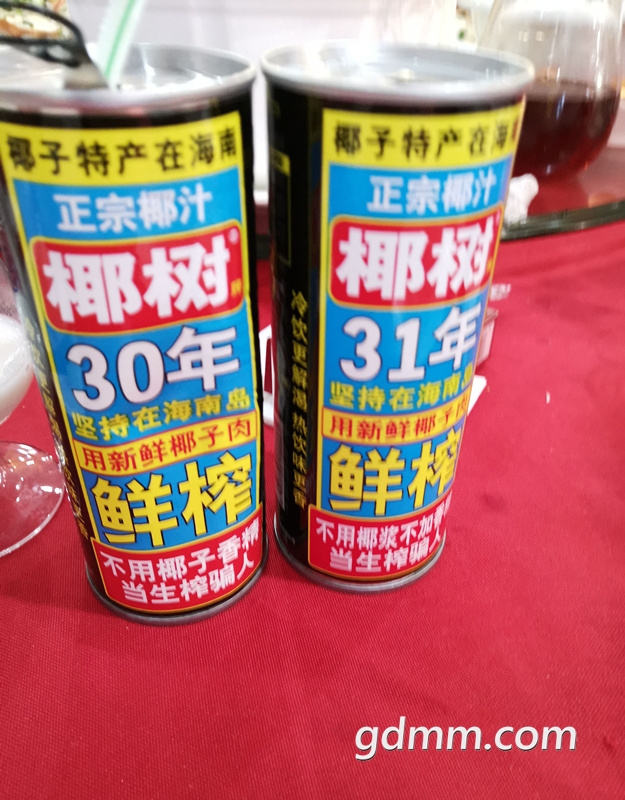 椰子特产在海南
正宗椰汁
椰树
30年
坚持在海南岛
用新鲜椰子肉
鲜榨
不用椰子香精
当生榨骗人
椰子特产在海
正宗椰汁
椰树
31年
坚持在海南岛
用新鲜椰子肉
鲜榨
不用椰浆不加香
当生榨骗人
冷饮更解渴 热饮味更香
gdmm.com